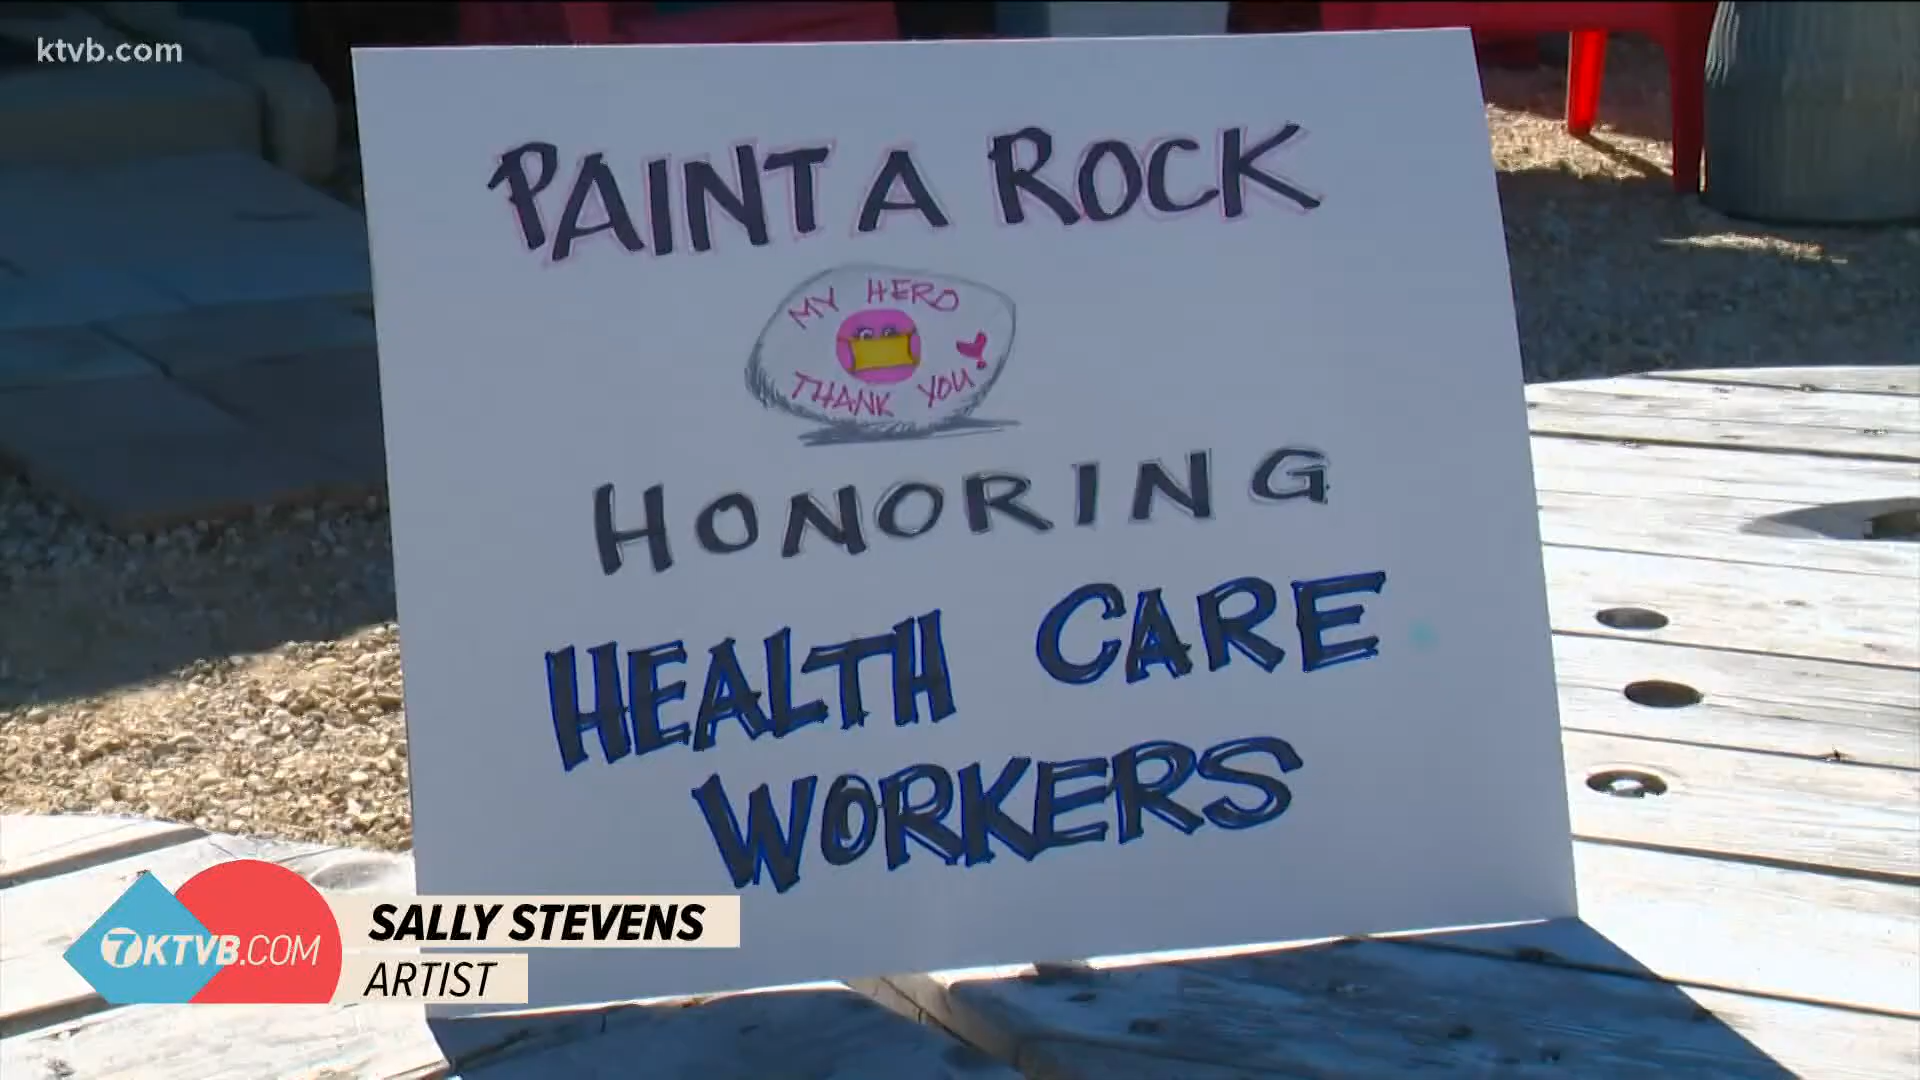 ktvb.com
PAINT A ROCK
MY HERO
THANK YOU!
HONORING
HEALTH CARE
WORKERS
SALLY STEVENS
7KTVB.COM
ARTIST